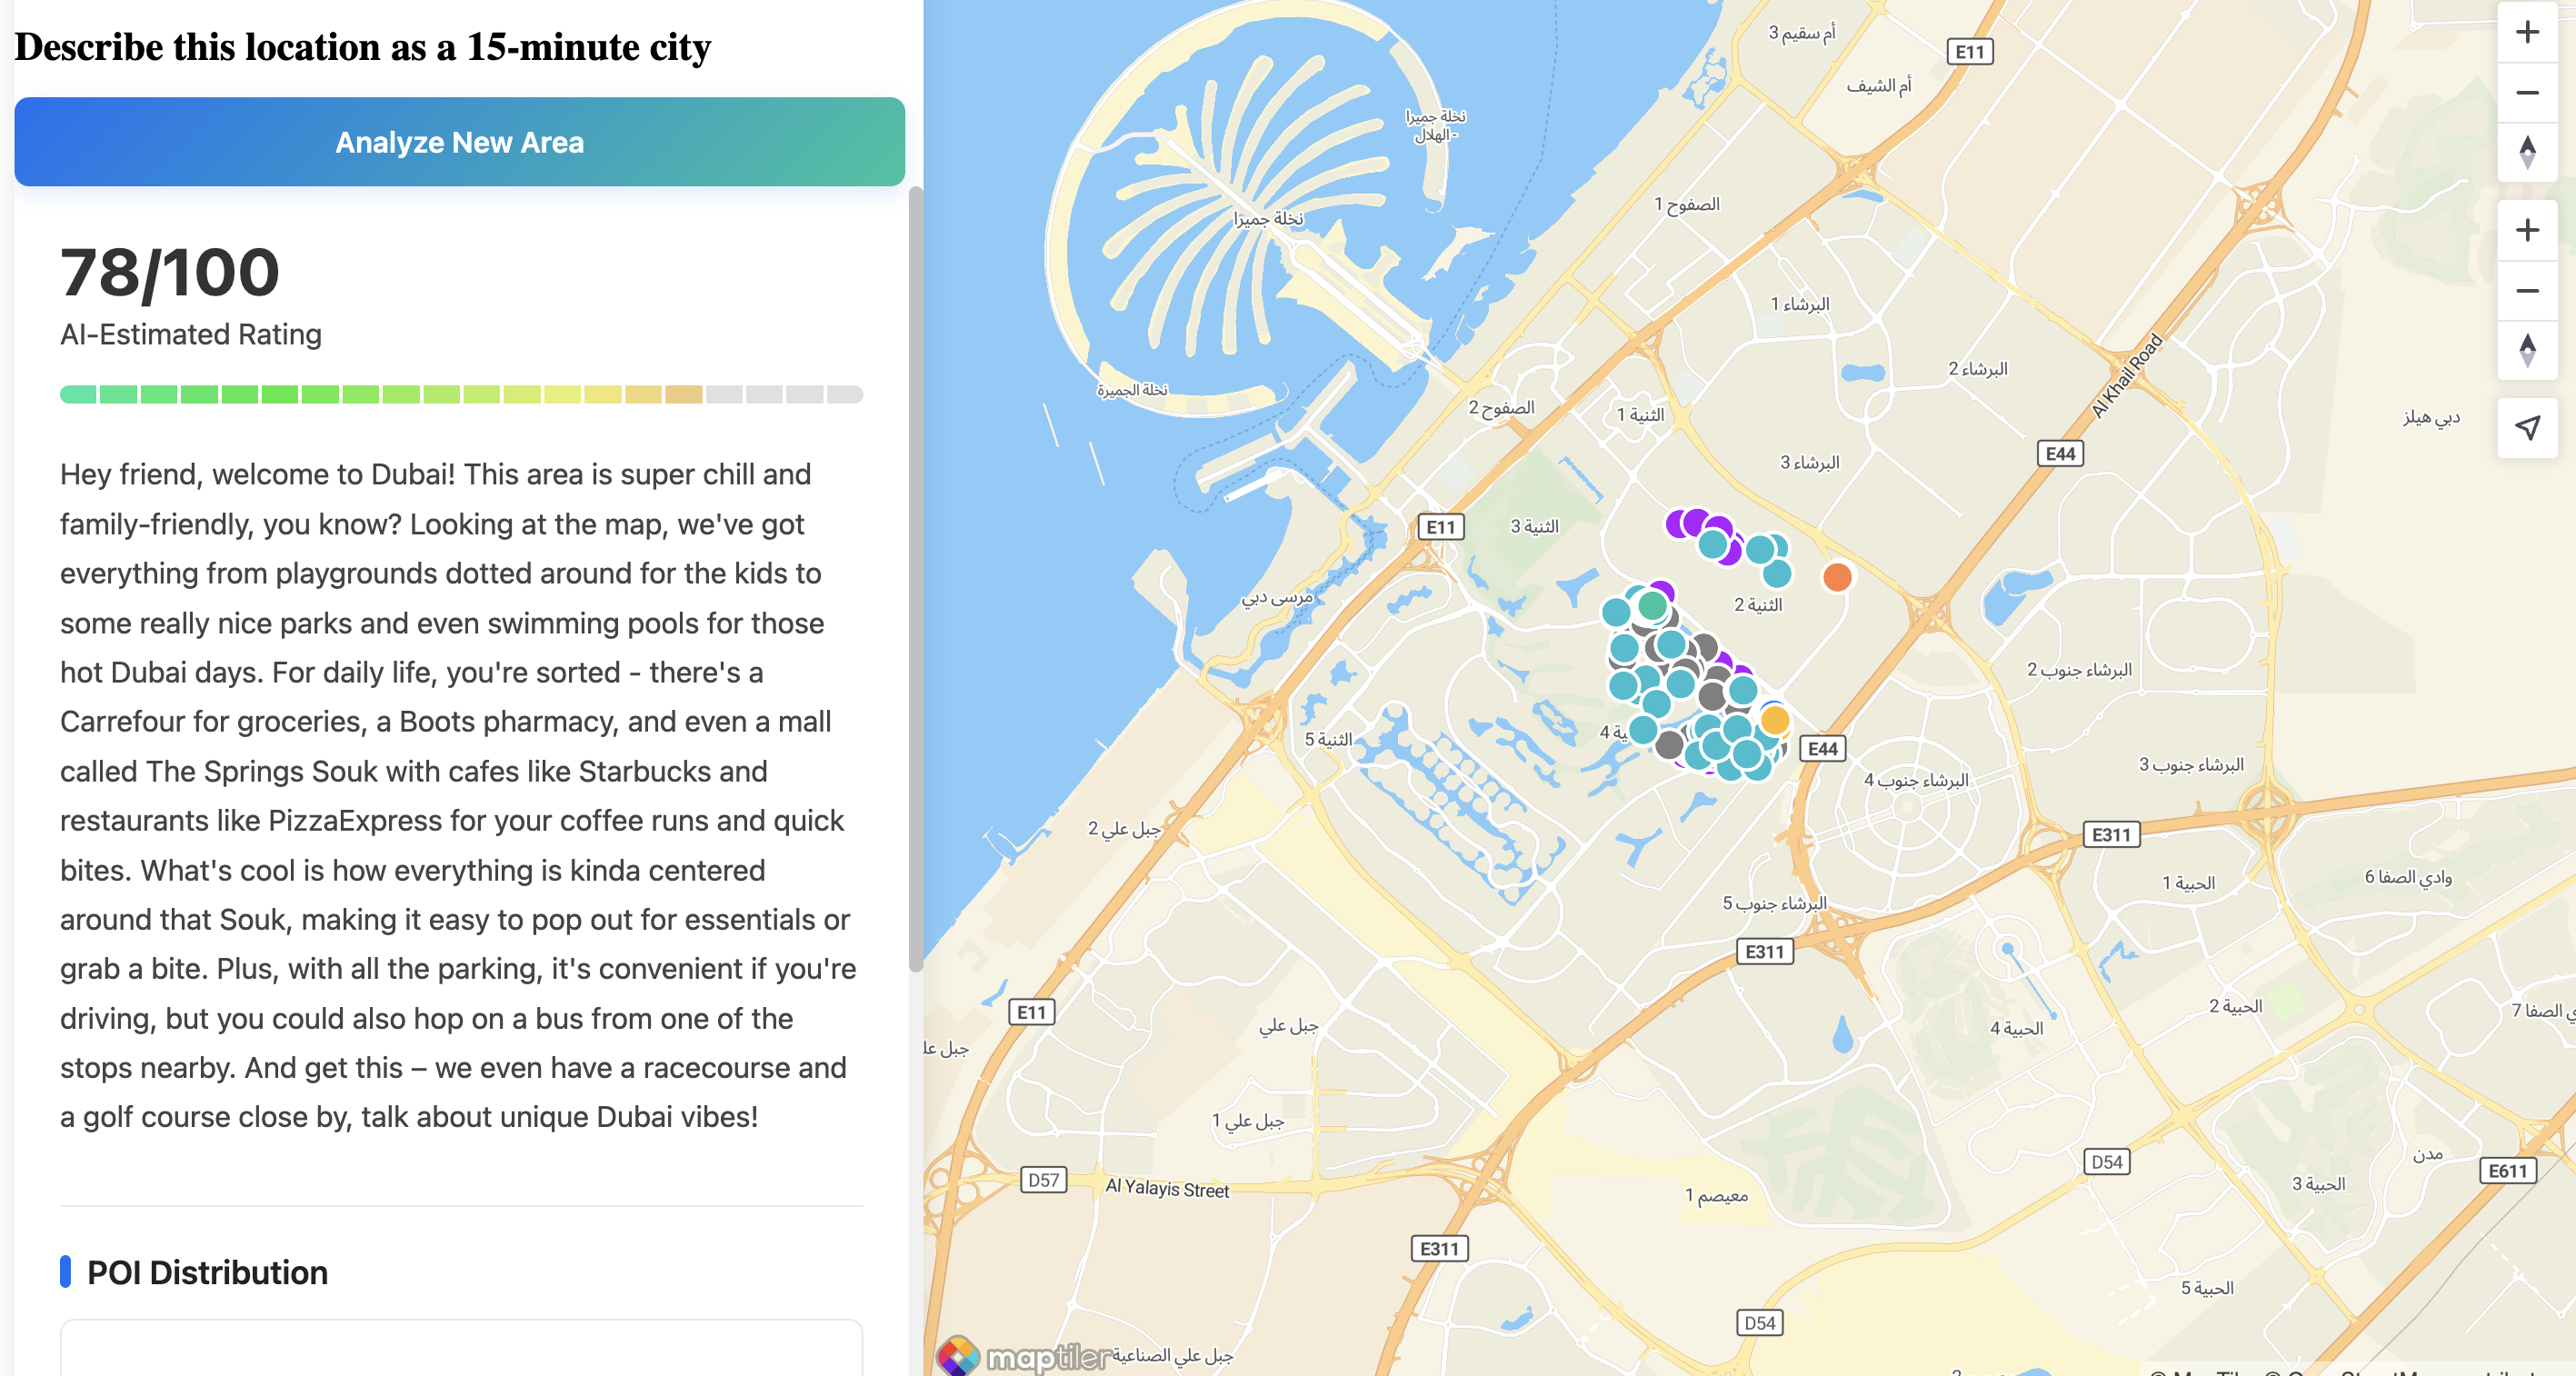 Describe this location as a 15-minute city
Analyze New Area
78/100
AI-Estimated Rating
Hey friend, welcome to Dubai! This area is super chill and
family-friendly, you know? Looking at the map, we've got
everything from playgrounds dotted around for the kids to
some really nice parks and even swimming pools for those
hot Dubai days. For daily life, you're sorted - there's a
Carrefour for groceries, a Boots pharmacy, and even a mall
called The Springs Souk with cafes like Starbucks and
restaurants like PizzaExpress for your coffee runs and quick
bites. What's cool is how everything is kinda centered
around that Souk, making it easy to pop out for essentials or
grab a bite. Plus, with all the parking, it's convenient if you're
driving, but you could also hop on a bus from one of the
stops nearby. And get this – we even have a racecourse and
a golf course close by, talk about unique Dubai vibes!
POI Distribution
أم سقيم 3
E11
أم الشيف
نخلة جميرا
- الهلال
الصفوح 1
نخلة جميرا
البرشاء 1
البرشاء 2
Al Khail Road
نخلة الجميرة
الصفوح 2
الثنية 1
دبي هيلز
E44
البرشاء 3
E11
الثنية 3
مرسى دبي
الثنية 2
البرشاء جنوب 2
الثنية 5
4
E44
البرشاء جنوب 3
البرشاء جنوب 4
جبل علي 2
E311
الحبية 1
وادي الصفا 6
البرشاء جنوب 5
E311
E11
جبل علي
الحبية 4
الحبية 2
الصفا 7
جبل
جبل علي 1
D54
مدن
E611
D57
Al Yalayis Street
معيصم 1
الحبية 3
E311
الحبية 5
D54
maptiler
جبل علي الصناعية